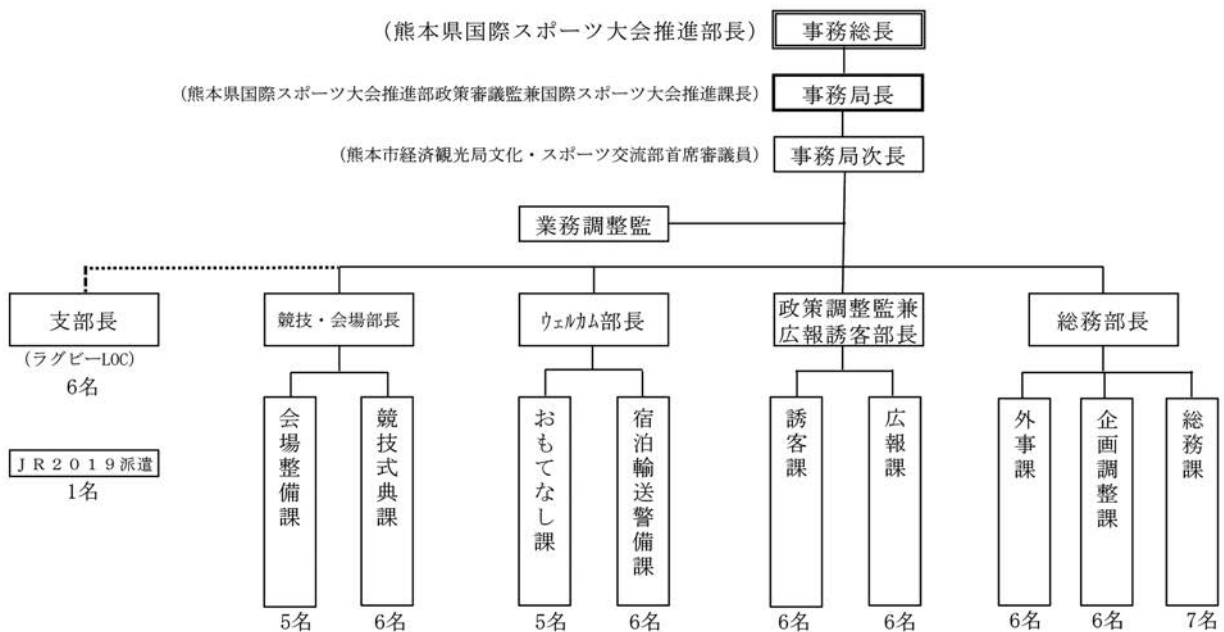 (熊本県国際スポーツ大会推進部長)
事務総長
(熊本県国際スポーツ大会推進部政策審議監兼国際スポーツ大会推進課長)
事務局長
(熊本市経済観光局文化・スポーツ交流部首席審議員)
事務局次長
業務調整監
支部長
(ラグビーLOC)
6名
JR2019派遣
1名
競技・会場部長
会場整備課
5名
競技式典課
6名
ウェルカム部長
おもてなし課
5名
宿泊輸送警備課
6名
政策調整監兼
広報誘客部長
誘客課
6名
広報課
6名
総務部長
外事課
6名
企画調整課
6名
総務課
7名